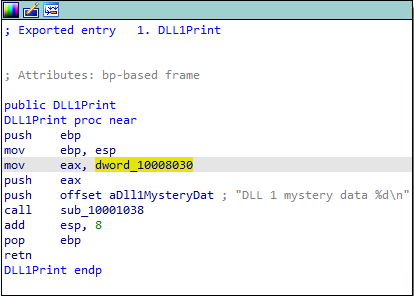 ; Exported entry   1. DLL1Print
; Attributes: bp-based frame
public DLL1Print
DLL1Print proc near
push    ebp
mov     ebp, esp
mov     eax, dword_10008030
push    eax
push    offset aDll1MysteryDat ; "DLL 1 mystery data %d\n"
call    sub_10001038
add     esp, 8
pop     ebp
retn
DLL1Print endp